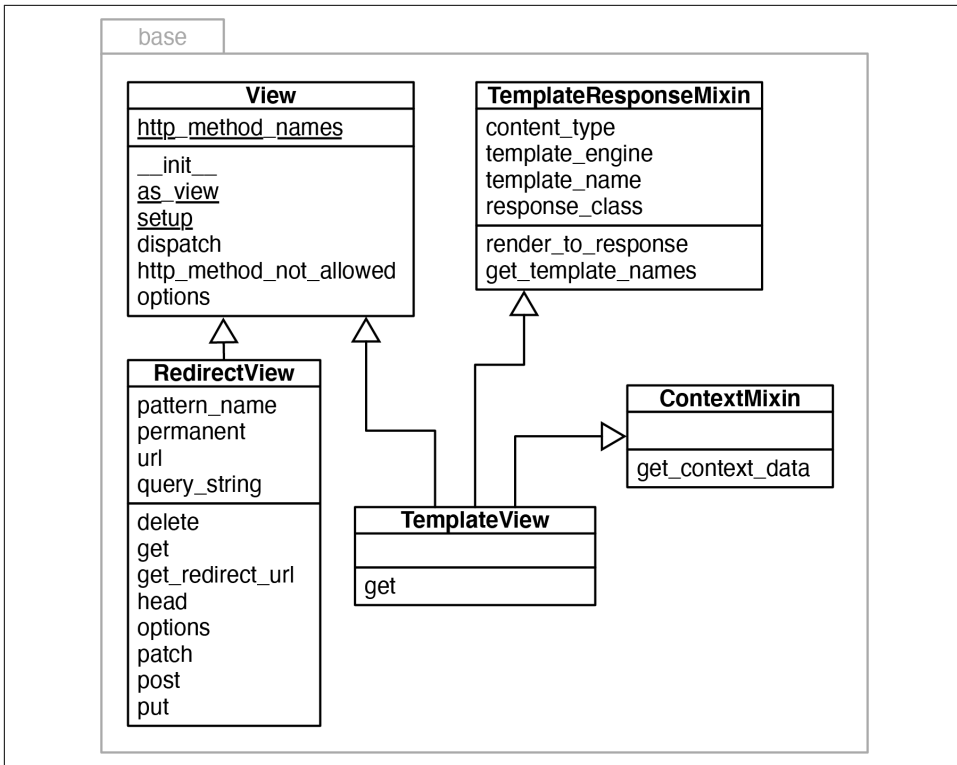 base
View
http_method_names
__init__
as_view
setup
dispatch
http_method_not_allowed
options
TemplateResponseMixin
content_type
template_engine
template_name
response_class
render_to_response
get_template_names
RedirectView
pattern_name
permanent
url
query_string
delete
get
get_redirect_url
head
options
patch
post
put
ContextMixin
get_context_data
TemplateView
get